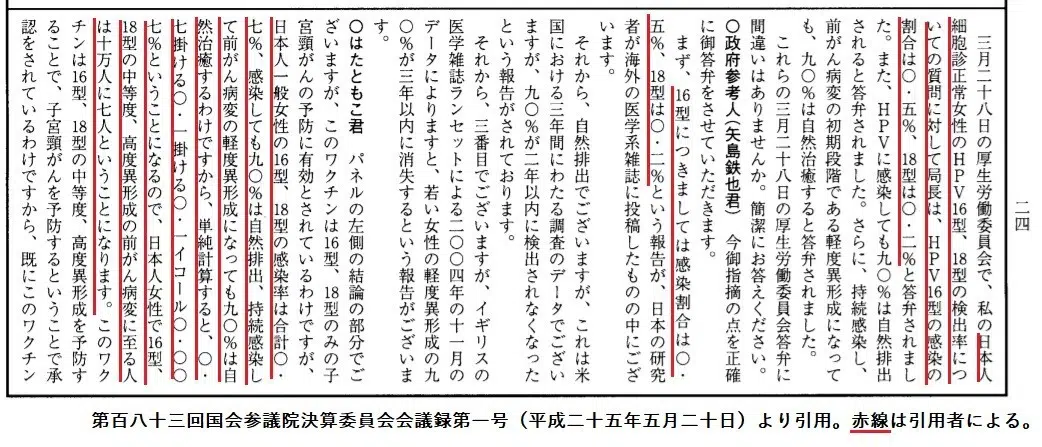 二四
三月二十八日の厚生労働委員会で、私の日本人
細胞診正常女性のHPV16型、18型の検出率につ
いての質問に対して局長は、HPV16型の感染の
割合は〇・五%、18型は〇・二%と答弁されまし
た。また、HPVに感染しても九〇%は自然排出
されると答弁されました。さらに、持続感染し、
前がん病変の初期段階である軽度異形成になって
も、九〇%は自然治癒すると答弁されました。
これらの三月二十八日の厚生労働委員会答弁に
間違いはありませんか。簡潔にお答えください。
○政府参考人(矢島鉄也君)　今御指摘の点を正確
に御答弁をさせていただきます。
まず、16型につきましては感染割合は〇・
五%、18型は〇・二%という報告が、日本の研究
者が海外の医学系雑誌に投稿したものの中にござ
います。
それから、自然排出でございますが、これは米
国における三年間にわたる調査のデータでござい
ますが、九〇%が二年以内に検出されなくなった
という報告がされております。
それから、三番目でございますが、イギリスの
医学雑誌ランセットによる二〇〇四年の十一月の
データによりますと、若い女性の軽度異形成の九
〇%が三年以内に消失するという報告がございま
す。
○はたともこ君　パネルの左側の結論の部分でご
ざいますが、このワクチンは16型、18型のみの子
宮頸がんの予防に有効とされているわけですが、
日本人一般女性の16型、18型の感染率は合計〇・
七%、感染しても九〇%は自然排出、持続感染し
て前がん病変の軽度異形成になっても九〇%は自
然治癒するわけですから、単純計算すると、〇・
七掛ける〇・一掛ける〇・一イコール〇・〇〇
七%ということになるので、日本人女性で16型、
18型の中等度、高度異形成の前がん病変に至る人
は十万人に七人ということになります。このワク
チンは16型、18型の中等度、高度異形成を予防す
ることで、子宮頸がんを予防するということで承
認をされているわけですから、既にこのワクチン
第百八十三回国会参議院決算委員会会議録第一号（平成二十五年五月二十日）より引用。赤線は引用者による。